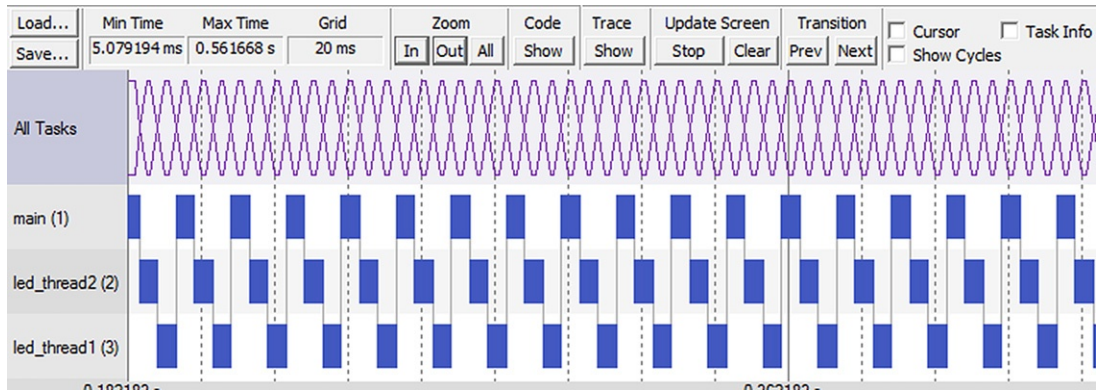 Load... Min Time Max Time Grid Zoom Code Trace Update Screen Transition Cursor Task Info
Save... 5.079194 ms 0.561668 s 20 ms In Out All Show Show Stop Clear Prev Next Show Cycles
All Tasks
main (1)
led_thread2 (2)
led_thread1 (3)